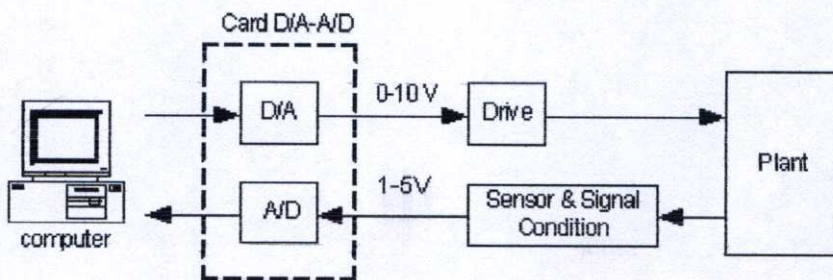 Card D/A-A/D
D/A
0-10 V
Drive
Plant
computer
A/D
1-5V
Sensor & Signal
Condition